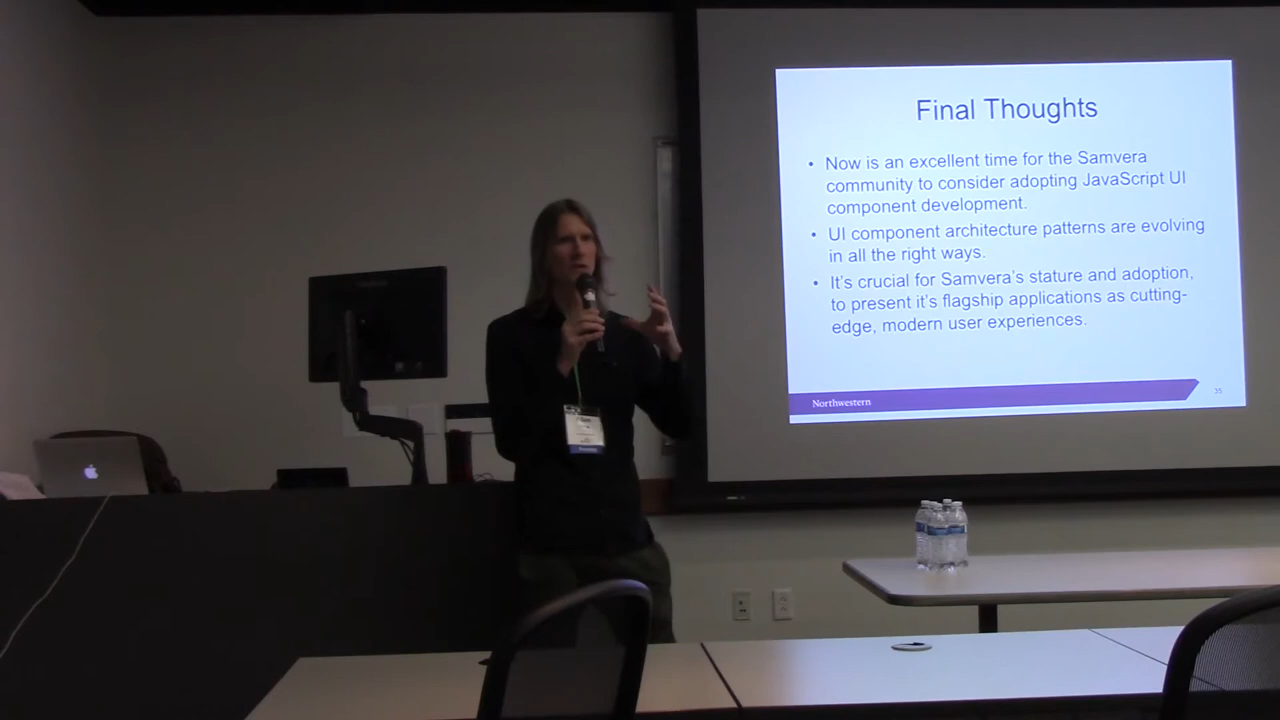 Final Thoughts
• Now is an excellent time for the Samvera
community to consider adopting JavaScript UI
component development.
• UI component architecture patterns are evolving
in all the right ways.
• It's crucial for Samvera's stature and adoption,
to present it's flagship applications as cutting-
edge, modern user experiences.
Northwestern
35